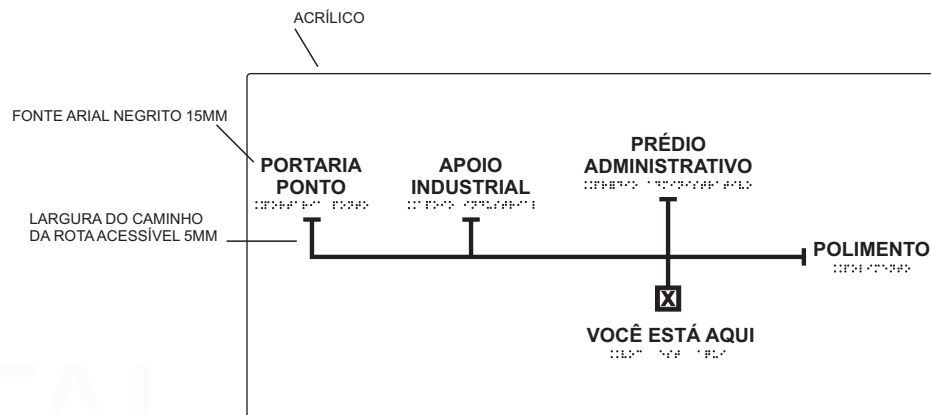 ACRÍLICO
FONTE ARIAL NEGRITO 15MM
PORTARIA
PONTO
APOIO
INDUSTRIAL
PRÉDIO
ADMINISTRATIVO
LARGURA DO CAMINHO
DA ROTA ACESSÍVEL 5MM
POLIMENTO
X
VOCÊ ESTÁ AQUI